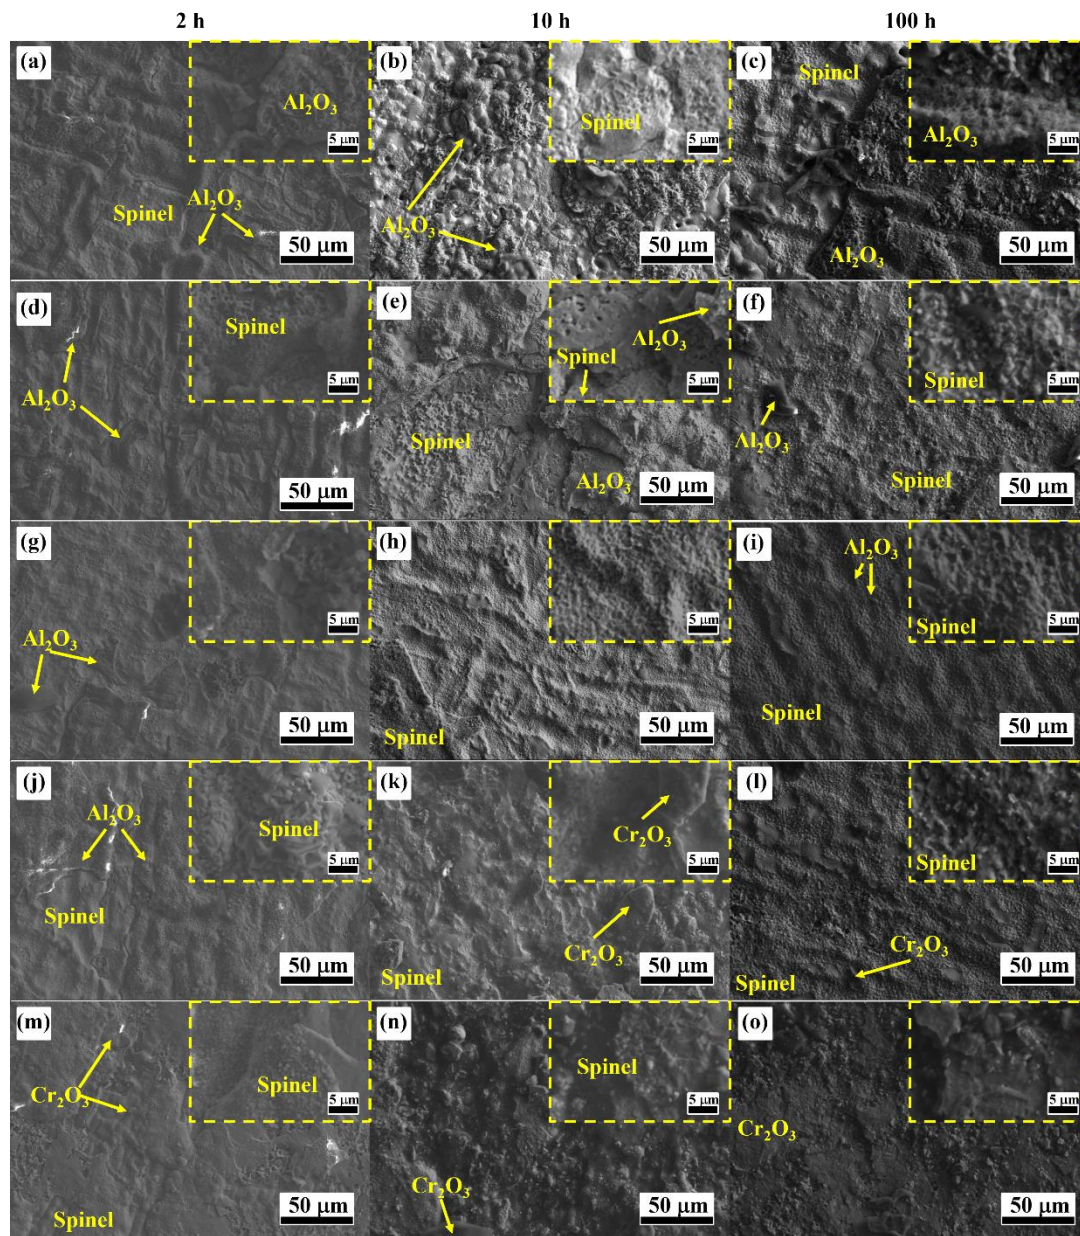 2 h 10 h 100 h
(a)
Al₂O₃
5 μm
Al₂O₃
Spinel
50 μm
(b)
Spinel
5 μm
Al₂O₃
50 μm
(c)
Spinel
Al₂O₃
5 μm
Al₂O₃
50 μm
(d)
Spinel
5 μm
Al₂O₃
50 μm
(e)
Al₂O₃
Spinel
5 μm
Spinel
Al₂O₃
50 μm
(f)
Spinel
5 μm
Al₂O₃
Spinel
50 μm
(g)
5 μm
Al₂O₃
50 μm
(h)
5 μm
Spinel
50 μm
(i)
Al₂O₃
Spinel
5 μm
Spinel
50 μm
(j)
Al₂O₃
Spinel
5 μm
Spinel
50 μm
(k)
Cr₂O₃
5 μm
Cr₂O₃
Spinel
50 μm
(l)
Spinel
5 μm
Cr₂O₃
Spinel
50 μm
(m)
Cr₂O₃
Spinel
5 μm
Spinel
50 μm
(n)
Spinel
5 μm
Cr₂O₃
50 μm
(o)
5 μm
Cr₂O₃
50 μm